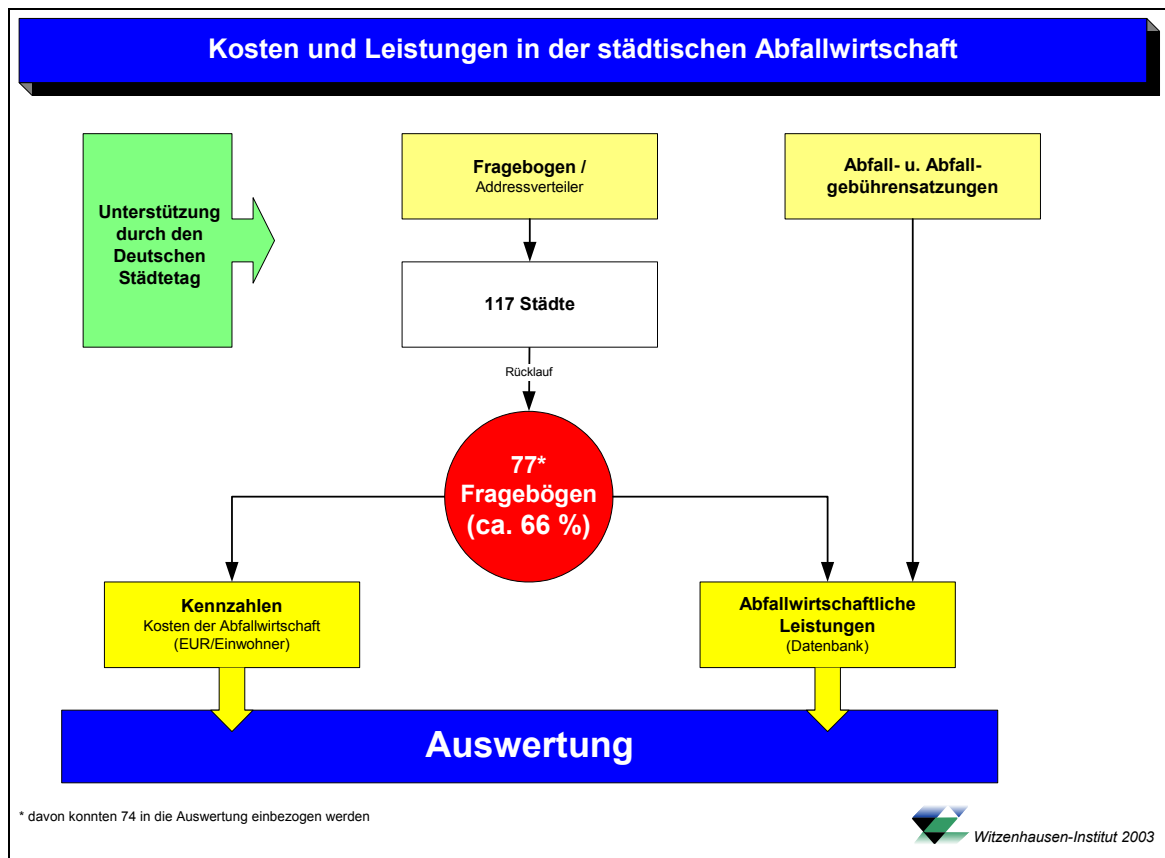 Kosten und Leistungen in der städtischen Abfallwirtschaft
Unterstützung
durch den
Deutschen
Städtetag
Fragebogen /
Addressverteiler
Abfall- u. Abfall-
gebührensatzungen
117 Städte
Rücklauf
77*
Fragebögen
(ca. 66 %)
Kennzahlen
Kosten der Abfallwirtschaft
(EUR/Einwohner)
Abfallwirtschaftliche
Leistungen
(Datenbank)
Auswertung
* davon konnten 74 in die Auswertung einbezogen werden
Witzenhausen-Institut 2003